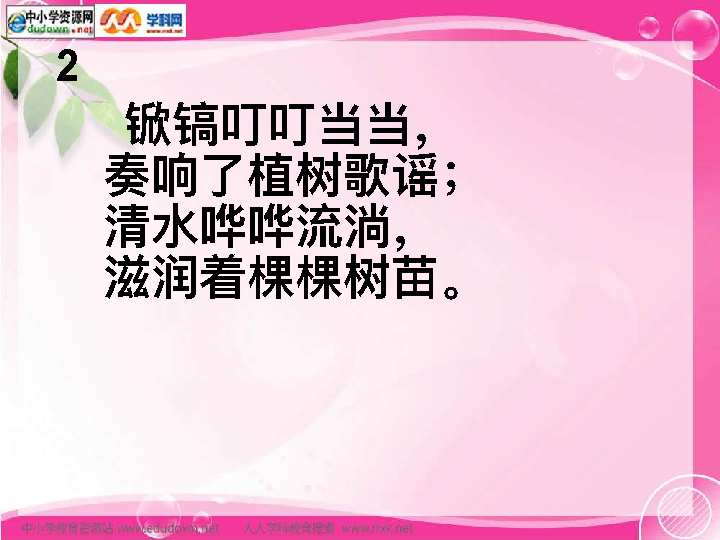 中小学资源网
dudown.net
学科网
www.nxk.net
2
锨镐叮叮当当，
奏响了植树歌谣；
清水哗哗流淌，
滋润着棵棵树苗。
中小学教育资源站 www.edudown.net 人人学科教育搜索 www.rrxk.net